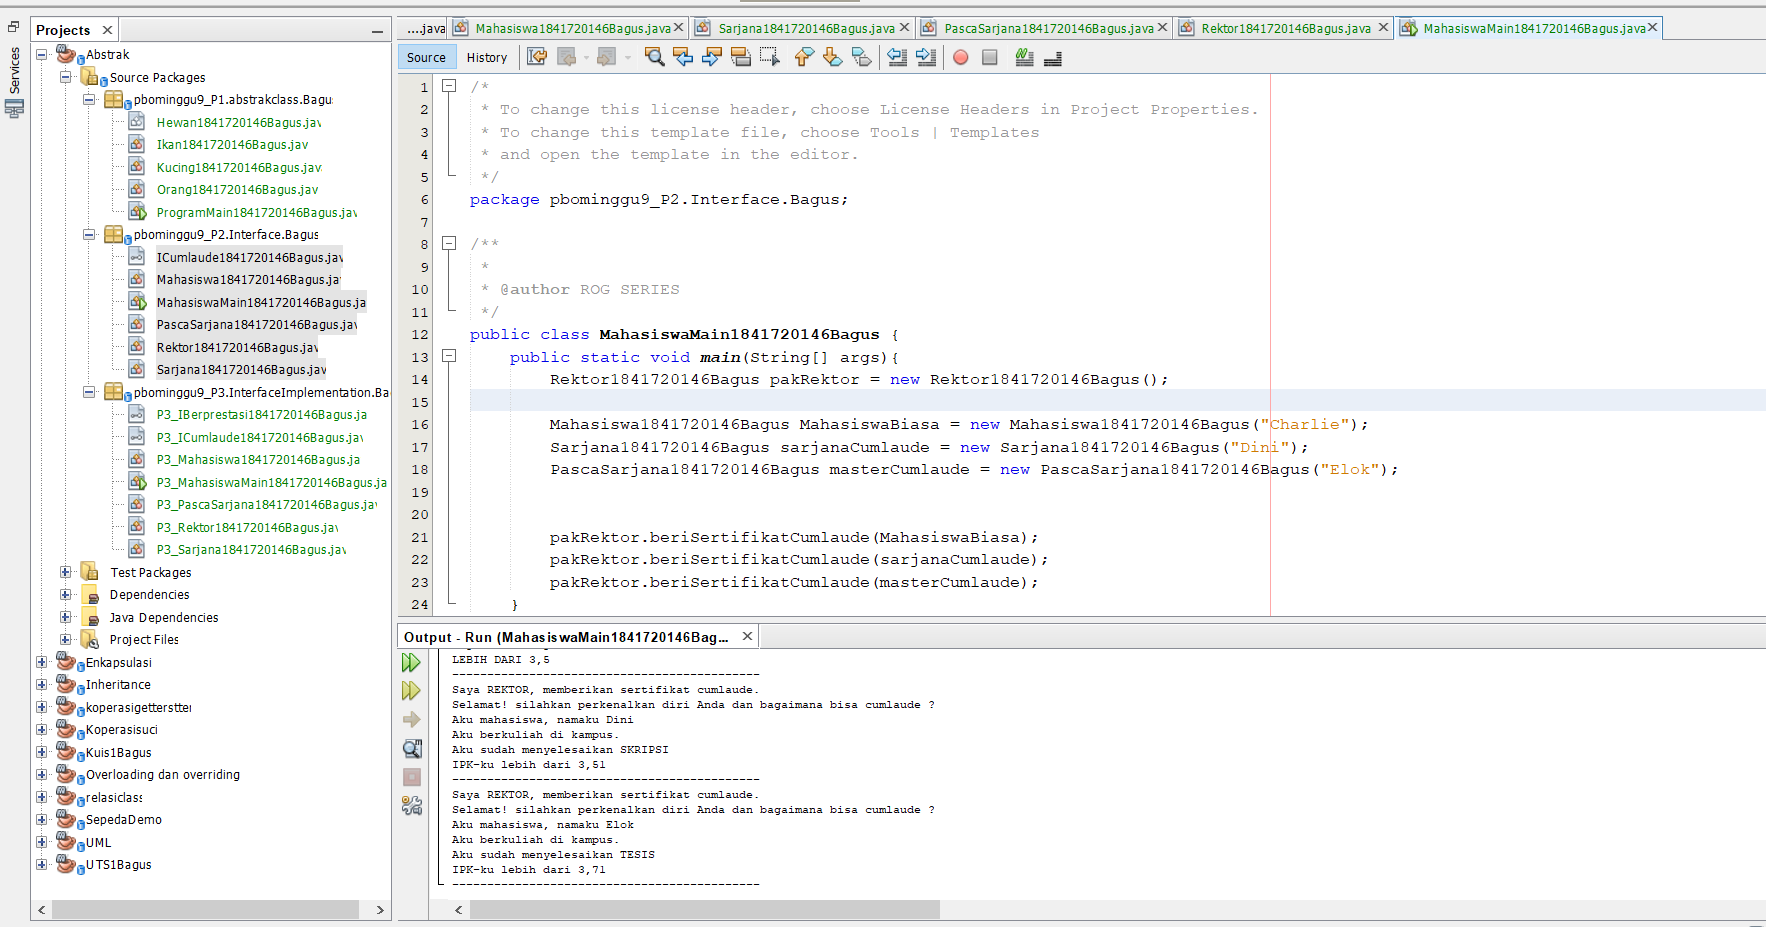 Services
Projects
Abstrak
Source Packages
pbominggu9_P1.abstrakclass.Bagu
Hewan1841720146Bagus.jav
Ikan1841720146Bagus.jav
Kucing1841720146Bagus.jav
Orang1841720146Bagus.jav
ProgramMain1841720146Bagus.jav
pbominggu9_P2.Interface.Bagus
ICumlaude1841720146Bagus.jav
Mahasiswa1841720146Bagus.jav
MahasiswaMain1841720146Bagus.ja
PascaSarjana1841720146Bagus.jav
Rektor1841720146Bagus.jav
Sarjana1841720146Bagus.jav
pbominggu9_P3.InterfaceImplementation.Ba
P3_IBerprestasi1841720146Bagus.ja
P3_ICumlaude1841720146Bagus.jav
P3_Mahasiswa1841720146Bagus.ja
P3_MahasiswaMain1841720146Bagus.ja
P3_PascaSarjana1841720146Bagus.jav
P3_Rektor1841720146Bagus.jav
P3_Sarjana1841720146Bagus.jav
Test Packages
Dependencies
Java Dependencies
Project Files
Enkapsulasi
Inheritance
koperasigetterstter
Koperasisuci
Kuis1Bagus
Overloading dan overriding
relasiclass
SepedaDemo
UML
UTS1Bagus
....java Mahasiswa1841720146Bagus.java Sarjana1841720146Bagus.java PascaSarjana1841720146Bagus.java Rektor1841720146Bagus.java MahasiswaMain1841720146Bagus.java
Source History
1 /*
2 * To change this license header, choose License Headers in Project Properties.
3 * To change this template file, choose Tools | Templates
4 * and open the template in the editor.
5 */
6 package pbominggu9_P2.Interface.Bagus;
7
8 /**
9 *
10 * @author ROG SERIES
11 */
12 public class MahasiswaMain1841720146Bagus {
13 public static void main(String[] args){
14 Rektor1841720146Bagus pakRektor = new Rektor1841720146Bagus();
15
16 Mahasiswa1841720146Bagus MahasiswaBiasa = new Mahasiswa1841720146Bagus("Charlie");
17 Sarjana1841720146Bagus sarjanaCumlaude = new Sarjana1841720146Bagus("Dini");
18 PascaSarjana1841720146Bagus masterCumlaude = new PascaSarjana1841720146Bagus("Elok");
19
20
21 pakRektor.beriSertifikatCumlaude(MahasiswaBiasa);
22 pakRektor.beriSertifikatCumlaude(sarjanaCumlaude);
23 pakRektor.beriSertifikatCumlaude(masterCumlaude);
24 }
Output - Run (MahasiswaMain1841720146Bag...
LEBIH DARI 3,5
--------------------------------------------
Saya REKTOR, memberikan sertifikat cumlaude.
Selamat! silahkan perkenalkan diri Anda dan bagaimana bisa cumlaude ?
Aku mahasiswa, namaku Dini
Aku berkuliah di kampus.
Aku sudah menyelesaikan SKRIPSI
IPK-ku lebih dari 3,51
--------------------------------------------
Saya REKTOR, memberikan sertifikat cumlaude.
Selamat! silahkan perkenalkan diri Anda dan bagaimana bisa cumlaude ?
Aku mahasiswa, namaku Elok
Aku berkuliah di kampus.
Aku sudah menyelesaikan TESIS
IPK-ku lebih dari 3,71
--------------------------------------------